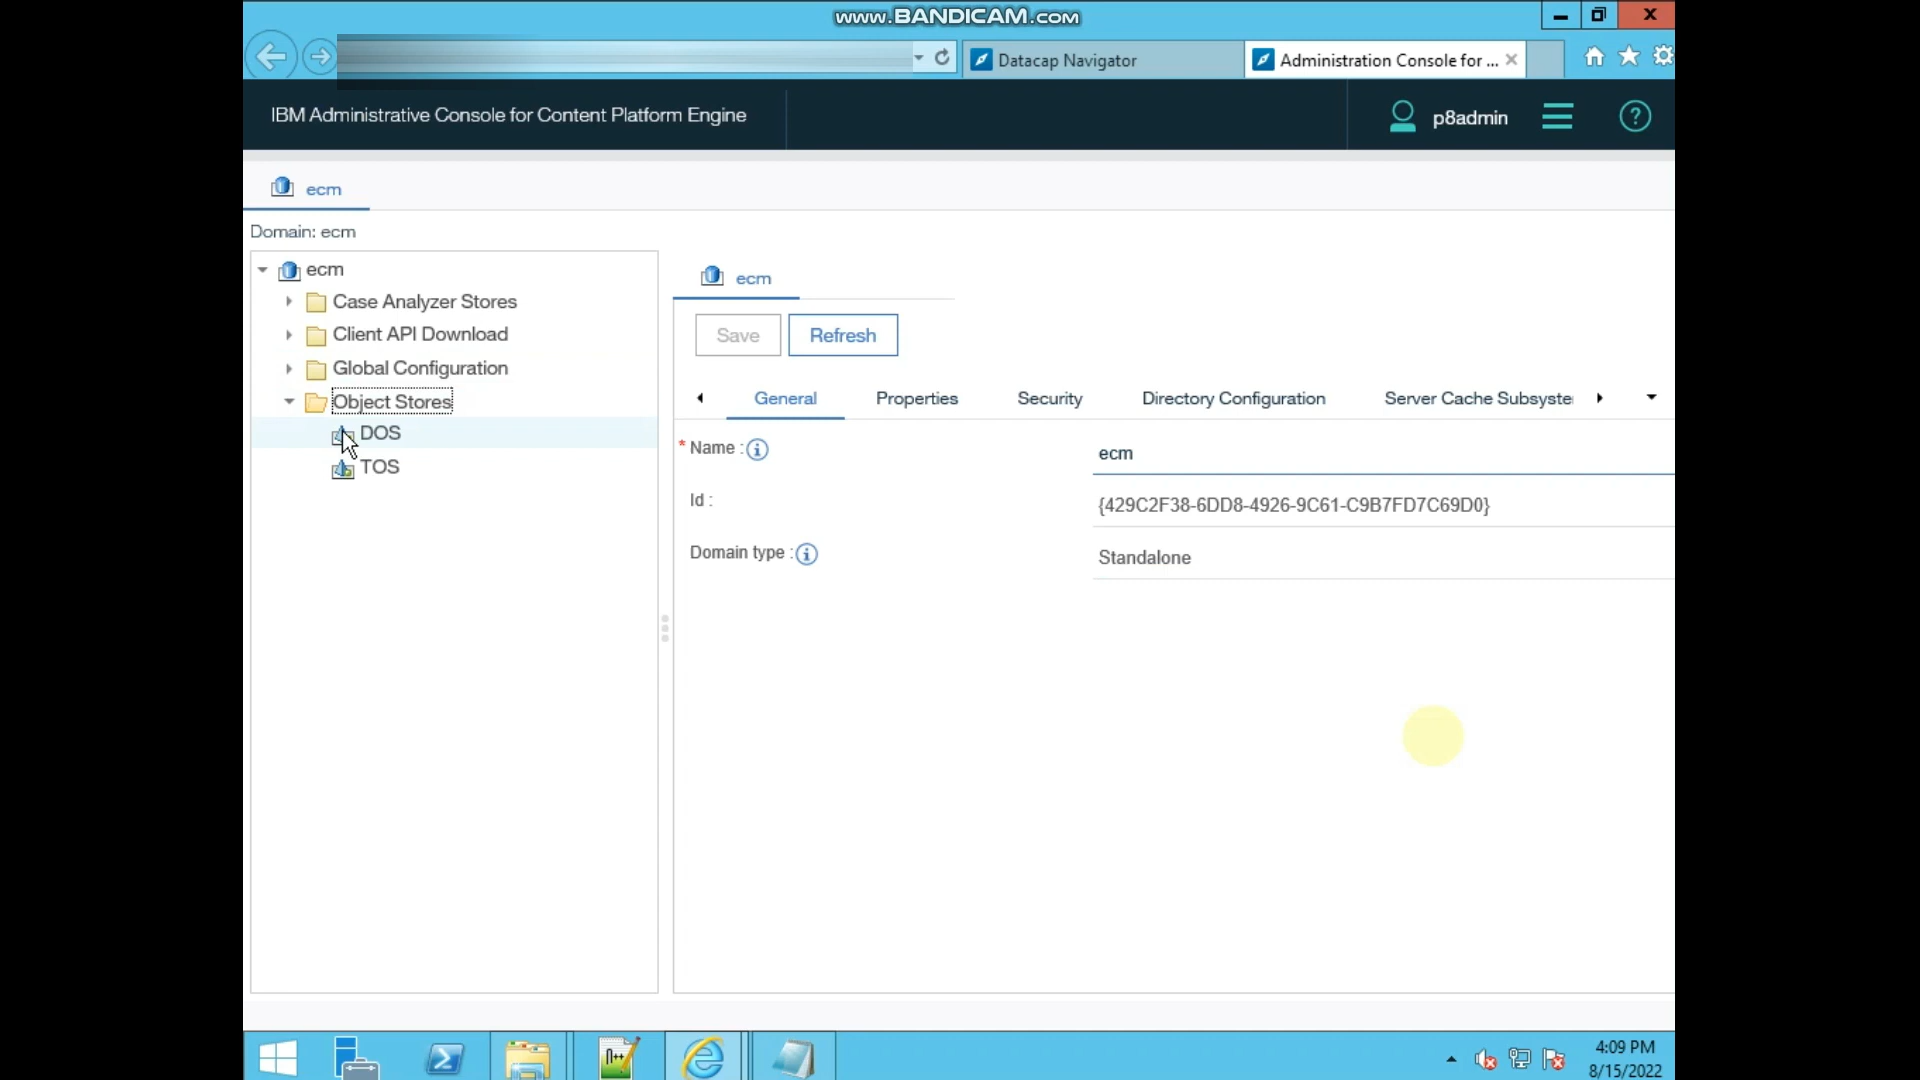 www.BANDICAM.com
Datacap Navigator
Administration Console for ...
IBM Administrative Console for Content Platform Engine
p8admin
ecm
Domain: ecm
ecm
Case Analyzer Stores
Client API Download
Global Configuration
Object Stores
DOS
TOS
ecm
Save
Refresh
General
Properties
Security
Directory Configuration
Server Cache Subsyste
* Name :
ecm
Id :
{429C2F38-6DD8-4926-9C61-C9B7FD7C69D0}
Domain type :
Standalone
4:09 PM
8/15/2022